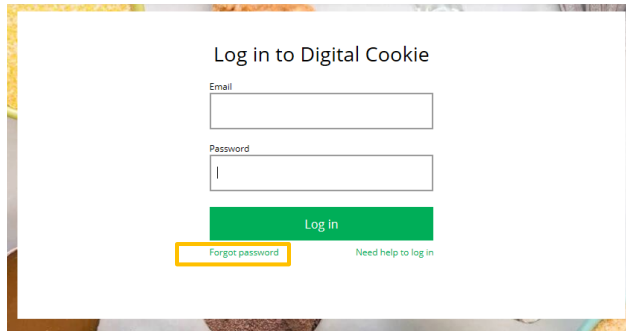 Log in to Digital Cookie
Email
Password
Log in
Forgot password Need help to log in